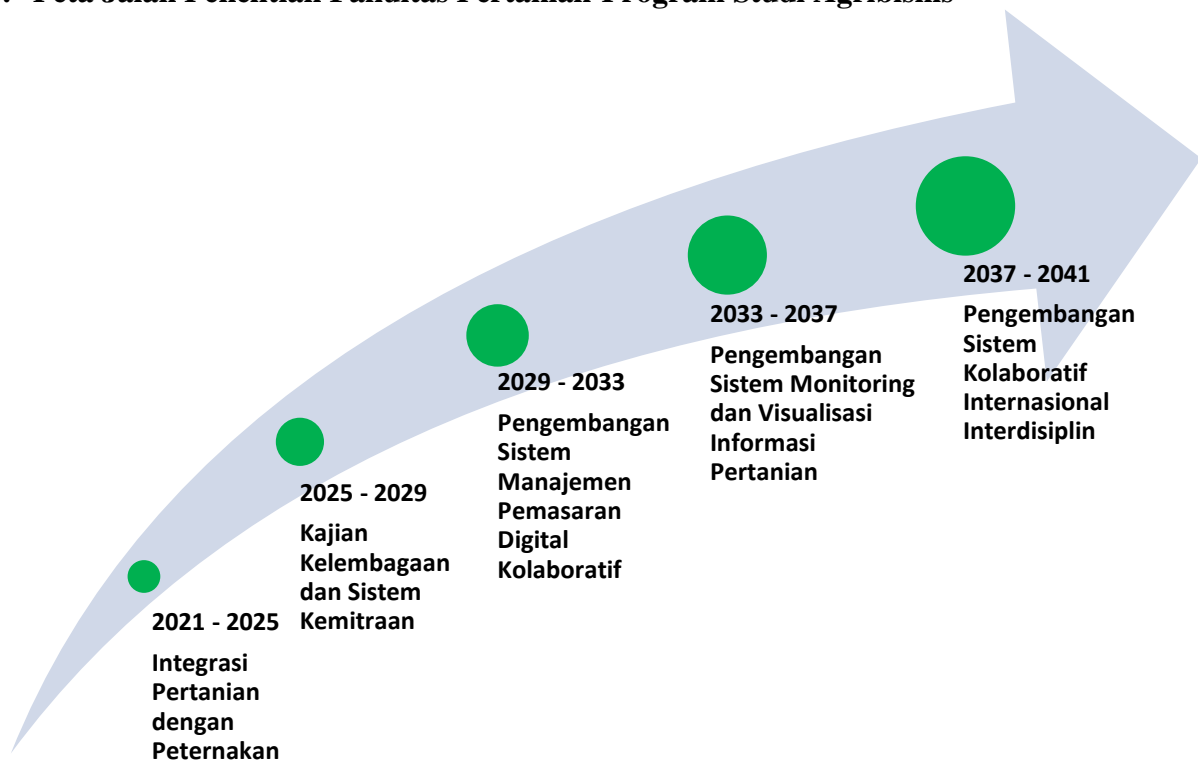 Peta Jalan Penelitian Fakultas Pertanian Program Studi Agribisnis
2021 - 2025
Integrasi
Pertanian
dengan
Peternakan
2025 - 2029
Kajian
Kelembagaan
dan Sistem
Kemitraan
2029 - 2033
Pengembangan
Sistem
Manajemen
Pemasaran
Digital
Kolaboratif
2033 - 2037
Pengembangan
Sistem Monitoring
dan Visualisasi
Informasi
Pertanian
2037 - 2041
Pengembangan
Sistem
Kolaboratif
Internasional
Interdisiplin